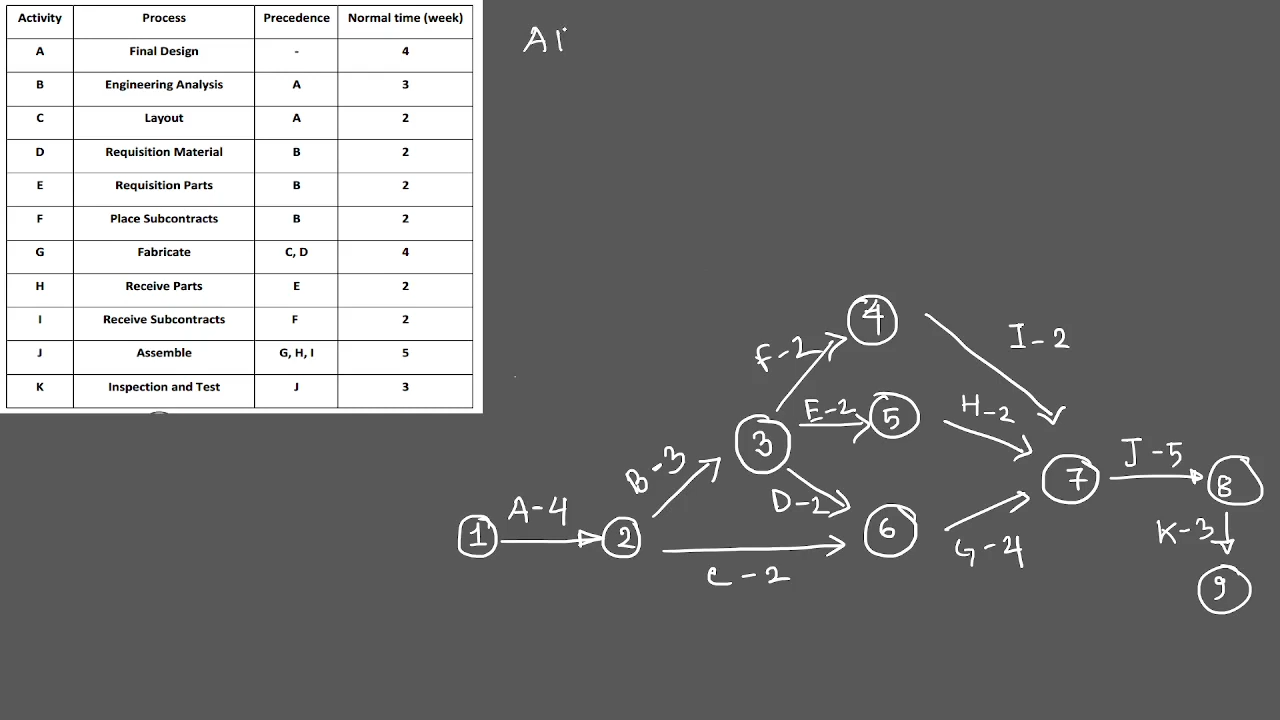 Activity Process Precedence Normal time (week)
A Final Design - 4
B Engineering Analysis A 3
C Layout A 2
D Requisition Material B 2
E Requisition Parts B 2
F Place Subcontracts B 2
G Fabricate C, D 4
H Receive Parts E 2
I Receive Subcontracts F 2
J Assemble G, H, I 5
K Inspection and Test J 3
4
I - 2
F - 2
E - 2
5
H - 2
3
J - 5
B - 3
7
8
D - 2
A - 4
6
K - 3
1
2
G - 4
C - 2
9